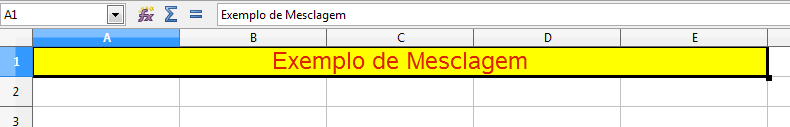 A1 Exemplo de Mesclagem
A B C D E
1 Exemplo de Mesclagem
2
3